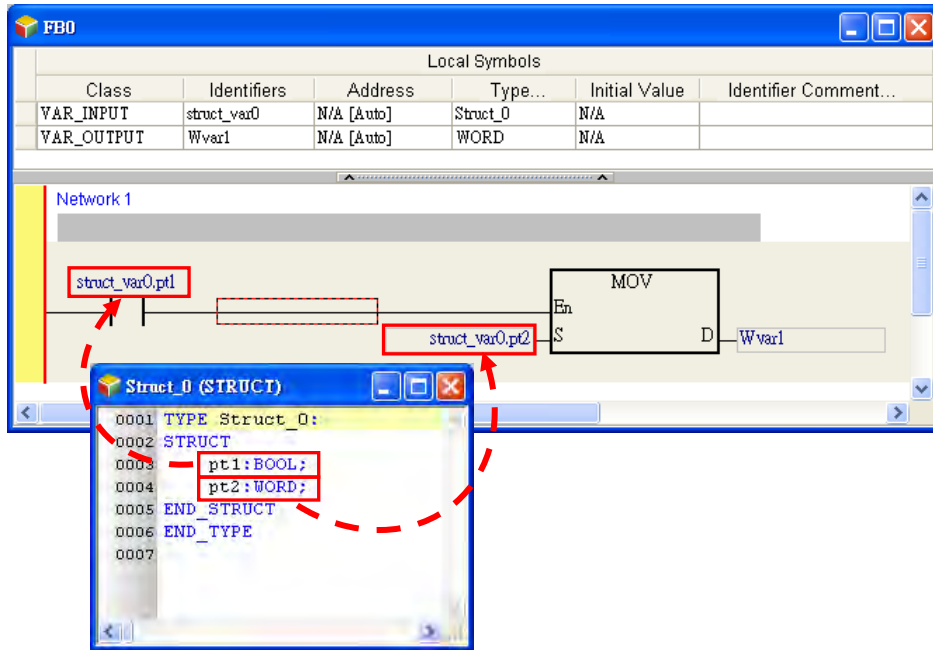 FB0
Local Symbols
Class Identifiers Address Type... Initial Value Identifier Comment...
VAR_INPUT struct_var0 N/A [Auto] Struct_0 N/A
VAR_OUTPUT Wvar1 N/A [Auto] WORD N/A
Network 1
struct_var0.pt1
MOV
En
struct_var0.pt2 S D Wvar1
Struct_0 (STRUCT)
0001 TYPE Struct_0:
0002 STRUCT
0003 pt1:BOOL;
0004 pt2:WORD;
0005 END_STRUCT
0006 END_TYPE
0007